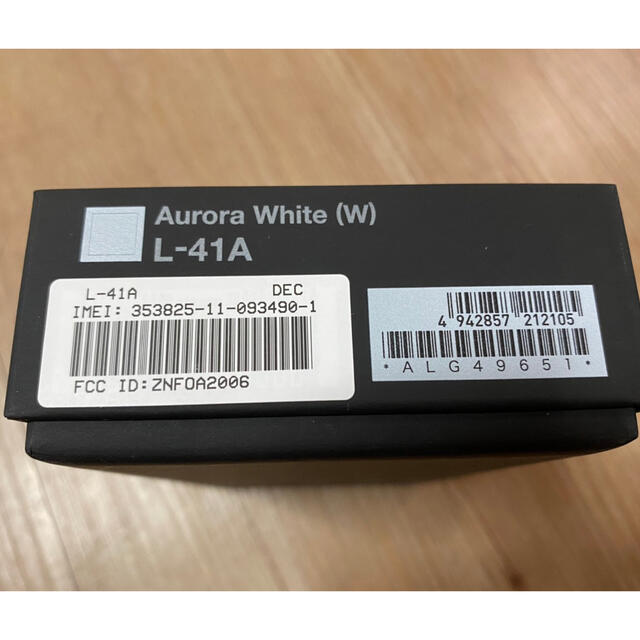 Aurora White (W)
L-41A
L-41A DEC
IMEI: 353825-11-093490-1
FCC ID:ZNFOA2006
4 942857 212105
*ALG49651*